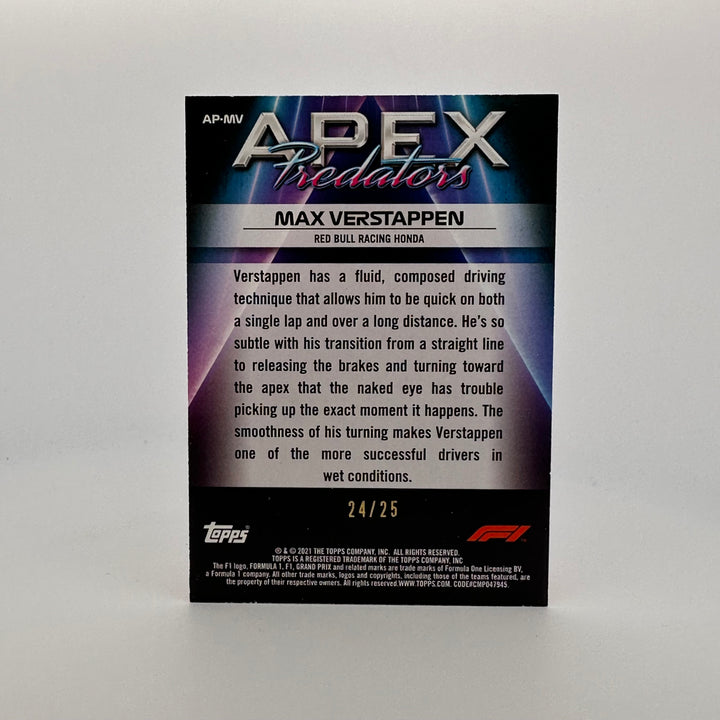 AP-MV
APEX
Predators
MAX VERSTAPPEN
RED BULL RACING HONDA
Verstappen has a fluid, composed driving
technique that allows him to be quick on both
a single lap and over a long distance. He's so
subtle with his transition from a straight line
to releasing the brakes and turning toward
the apex that the naked eye has trouble
picking up the exact moment it happens. The
smoothness of his turning makes Verstappen
one of the more successful drivers in
wet conditions.
24/25
Topps®
F1™
® & © 2021 THE TOPPS COMPANY, INC. ALL RIGHTS RESERVED.
TOPPS IS A REGISTERED TRADEMARK OF THE TOPPS COMPANY, INC
The F1 logo, FORMULA 1, F1, GRAND PRIX and related marks are trade marks of Formula One Licensing BV,
a Formula 1 company. All other trade marks, logos and copyrights, including those of the teams featured, are
the property of their respective owners. All rights reserved.WWW.TOPPS.COM. CODE#CMP047945.